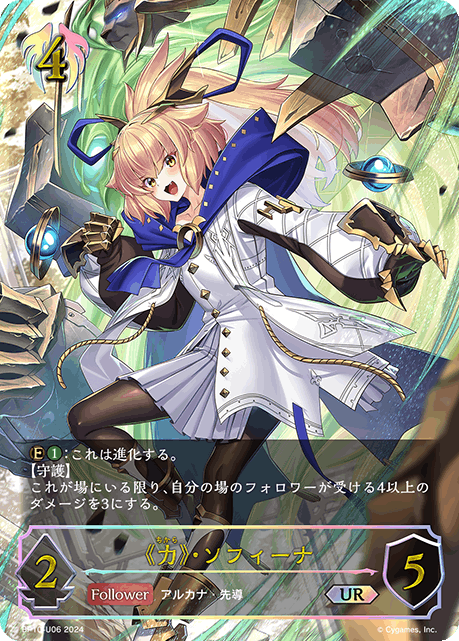 4
E 1:これは進化する。
【守護】
これが場にいる限り、自分の場のフォロワーが受ける4以上の
ダメージを3にする。
ちから
《力》・ソフィーナ
2
5
Follower
アルカナ・先導
UR
-U06 2024
© Cygames, Inc.